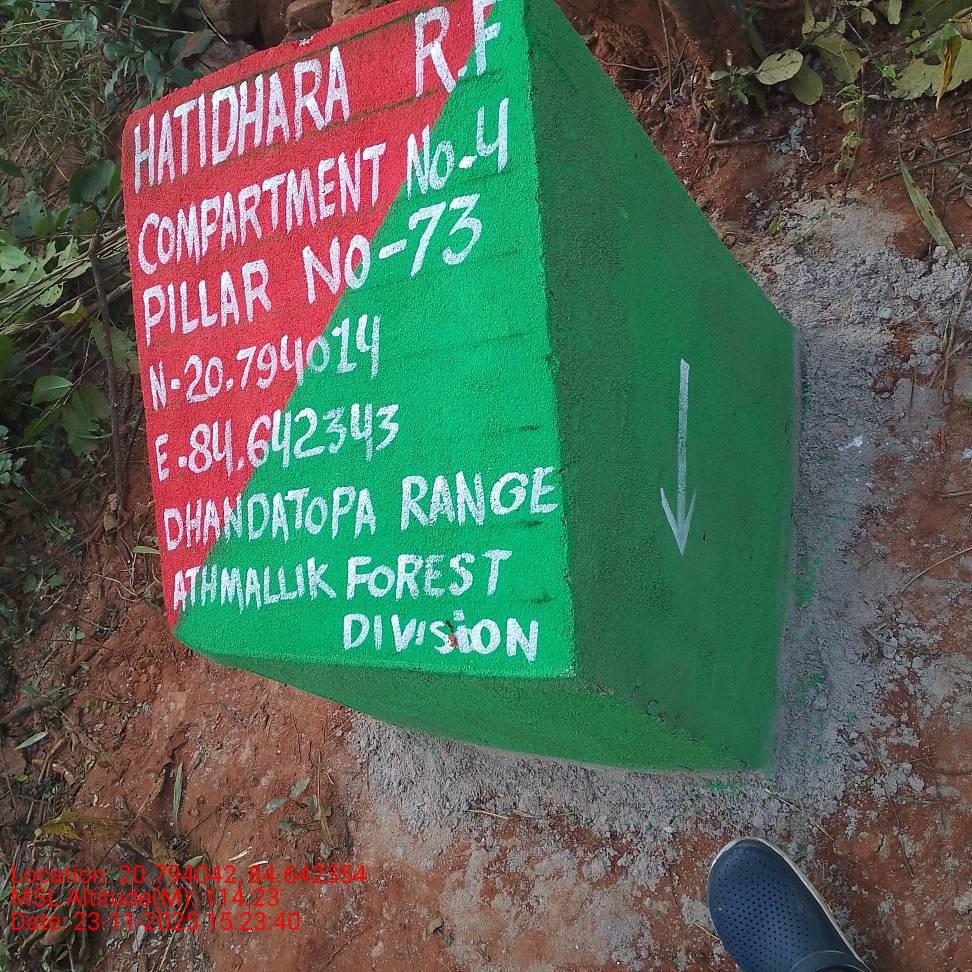 HATIDHARA R.F
COMPARTMENT No-4
PILLAR NO-73
N-20.794014
E-84.642343
DHANDATOPA RANGE
ATHMALLIK FOREST
DIVISION
Location: 20.794042, 84.642354
MSL Altitude(M): 114.23
Date: 23-11-2025 15:23:40